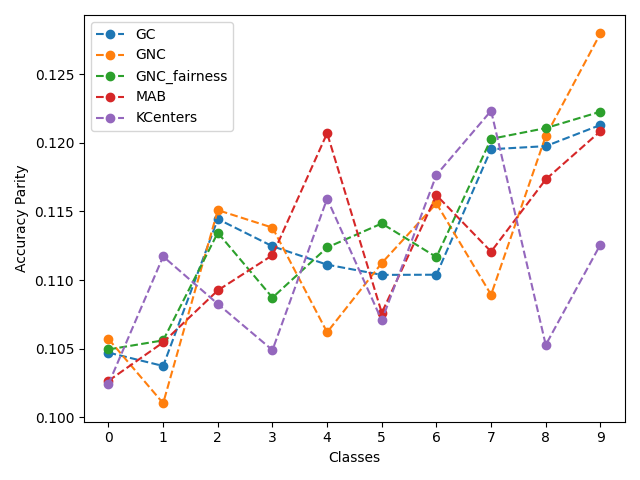 GC
GNC
GNC_fairness
MAB
KCenters
0.125
0.120
0.115
0.110
0.105
0.100
Accuracy Parity
0 1 2 3 4 5 6 7 8 9
Classes